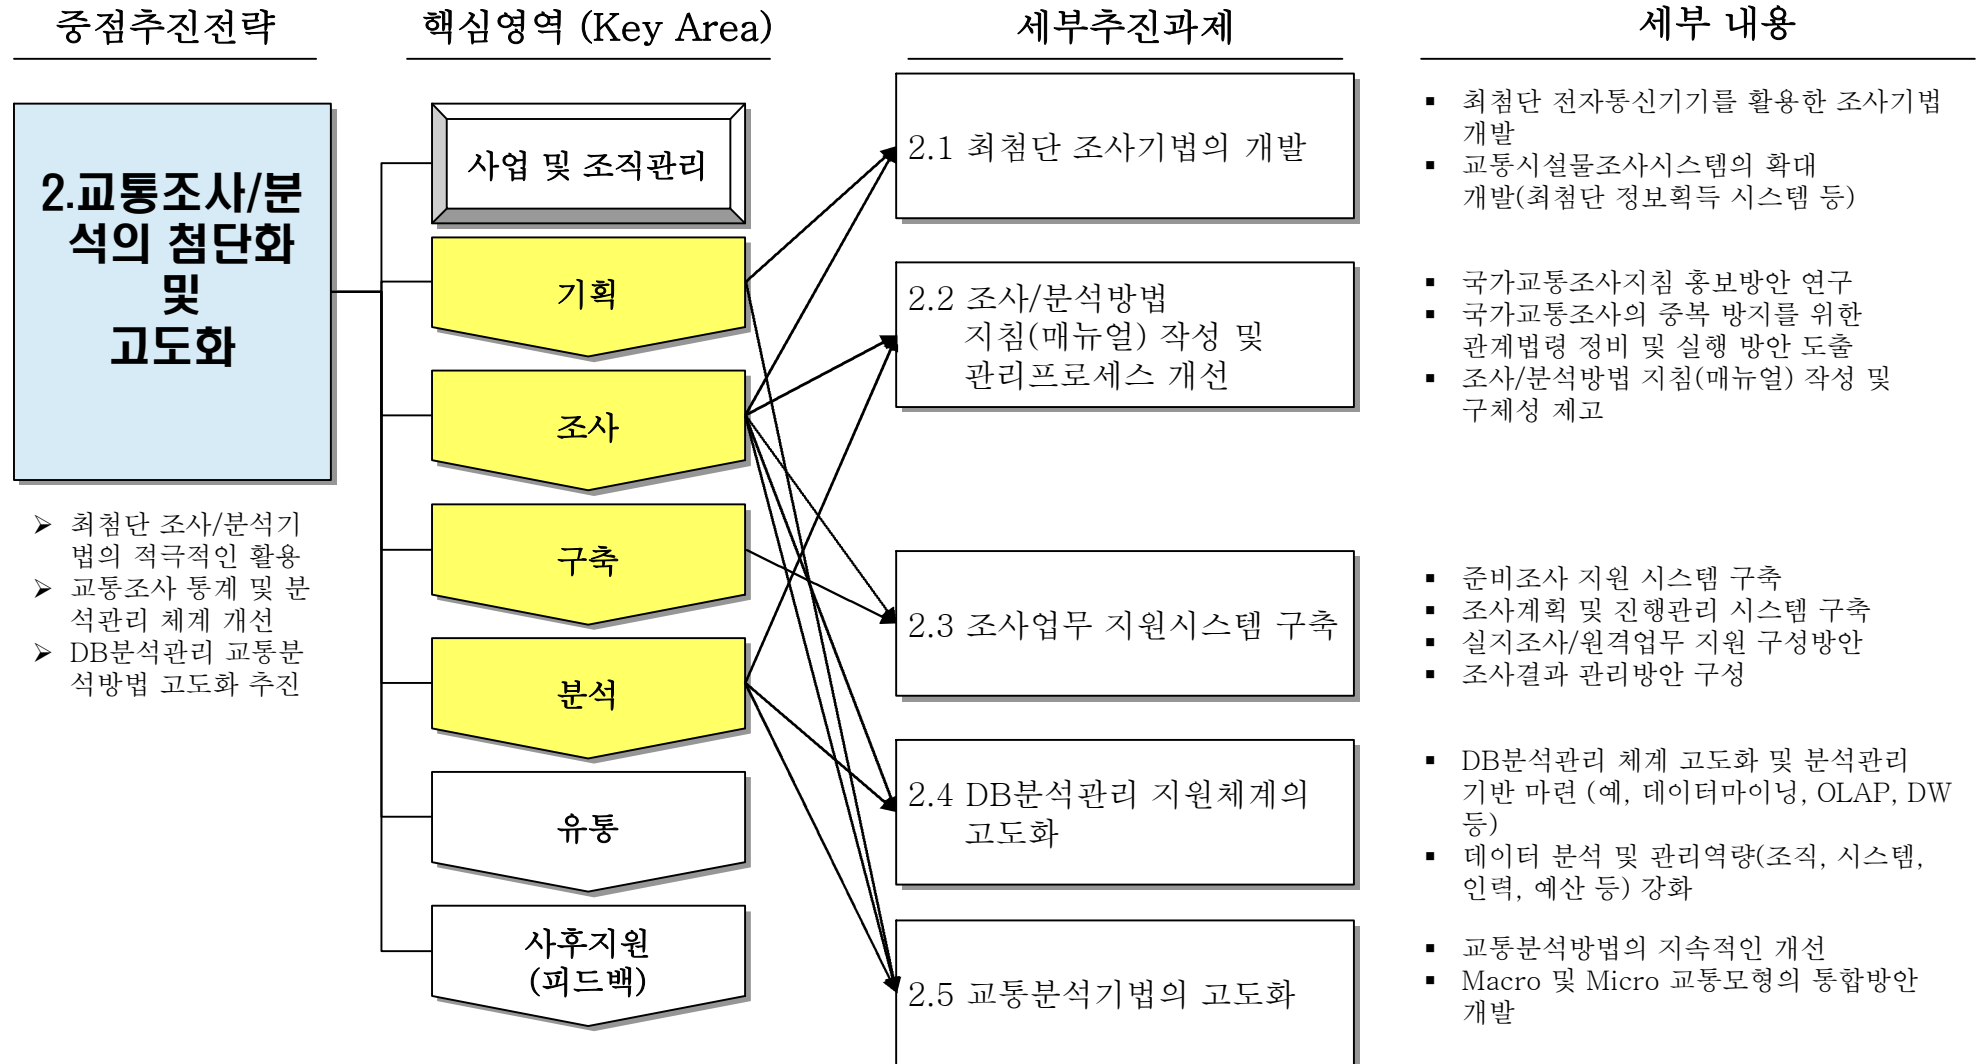 중점추진전략
핵심영역 (Key Area)
세부추진과제
세부 내용
2.교통조사/분
석의 첨단화
및
고도화
➢ 최첨단 조사/분석기
법의 적극적인 활용
➢ 교통조사 통계 및 분
석관리 체계 개선
➢ DB분석관리 교통분
석방법 고도화 추진
사업 및 조직관리
기획
조사
구축
분석
유통
사후지원
(피드백)
2.1 최첨단 조사기법의 개발
2.2 조사/분석방법
지침(매뉴얼) 작성 및
관리프로세스 개선
2.3 조사업무 지원시스템 구축
2.4 DB분석관리 지원체계의
고도화
2.5 교통분석기법의 고도화
▪ 최첨단 전자통신기기를 활용한 조사기법
개발
▪ 교통시설물조사시스템의 확대
개발(최첨단 정보획득 시스템 등)
▪ 국가교통조사지침 홍보방안 연구
▪ 국가교통조사의 중복 방지를 위한
관계법령 정비 및 실행 방안 도출
▪ 조사/분석방법 지침(매뉴얼) 작성 및
구체성 제고
▪ 준비조사 지원 시스템 구축
▪ 조사계획 및 진행관리 시스템 구축
▪ 실지조사/원격업무 지원 구성방안
▪ 조사결과 관리방안 구성
▪ DB분석관리 체계 고도화 및 분석관리
기반 마련 (예, 데이터마이닝, OLAP, DW
등)
▪ 데이터 분석 및 관리역량(조직, 시스템,
인력, 예산 등) 강화
▪ 교통분석방법의 지속적인 개선
▪ Macro 및 Micro 교통모형의 통합방안
개발